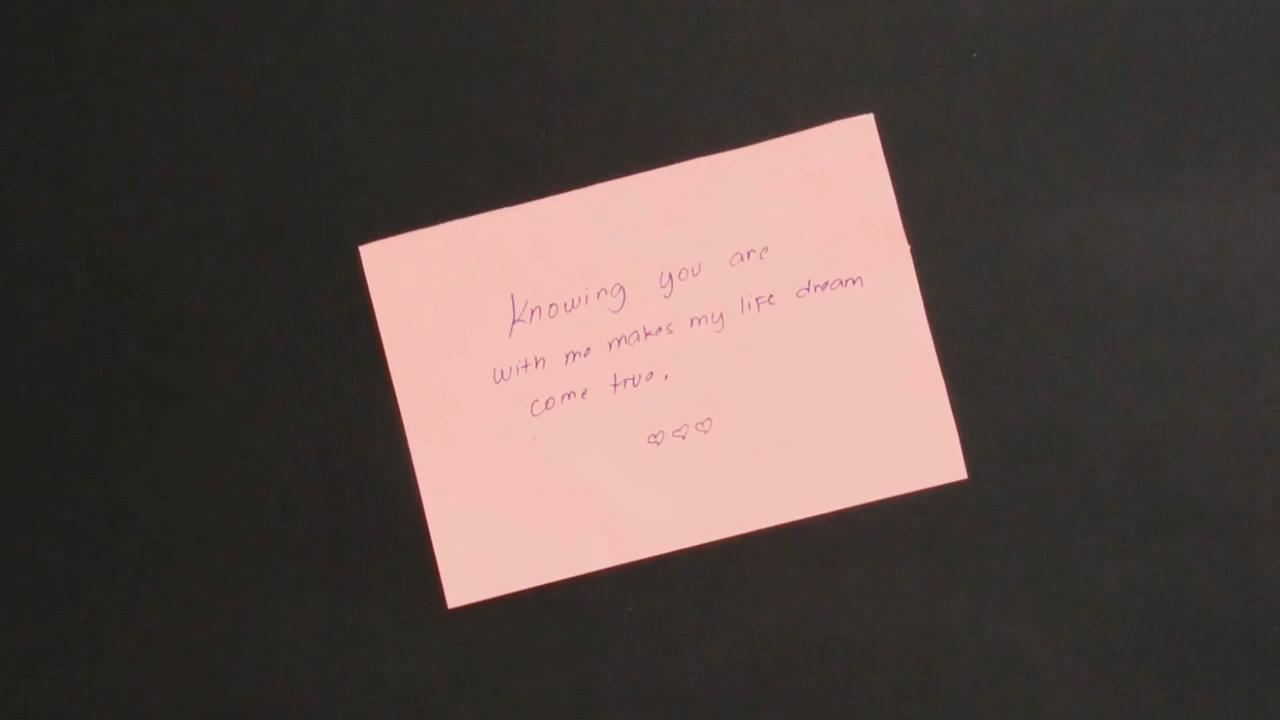 Knowing you are
with me makes my life dream
come true.
♡♡♡